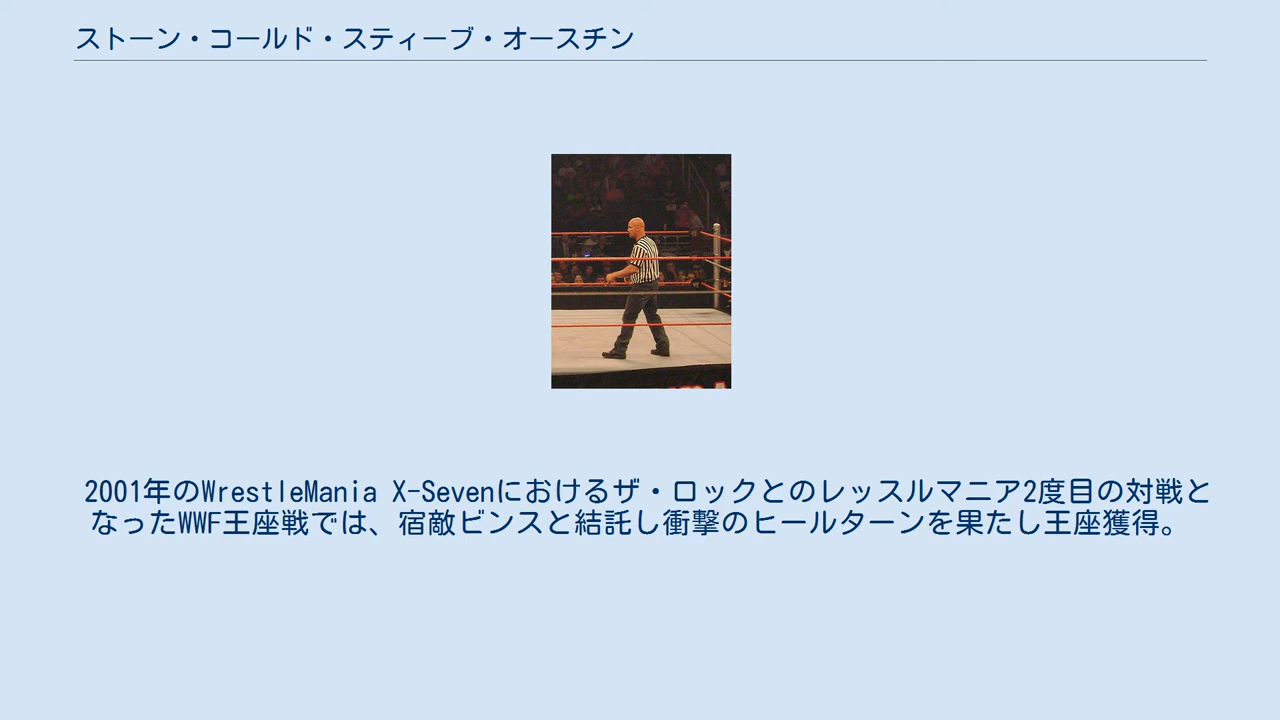 ストーン・コールド・スティーブ・オースチン
2001年のWrestleMania X-Sevenにおけるザ・ロックとのレッスルマニア2度目の対戦と
なったWWF王座戦では、宿敵ビンスと結託し衝撃のヒールターンを果たし王座獲得。